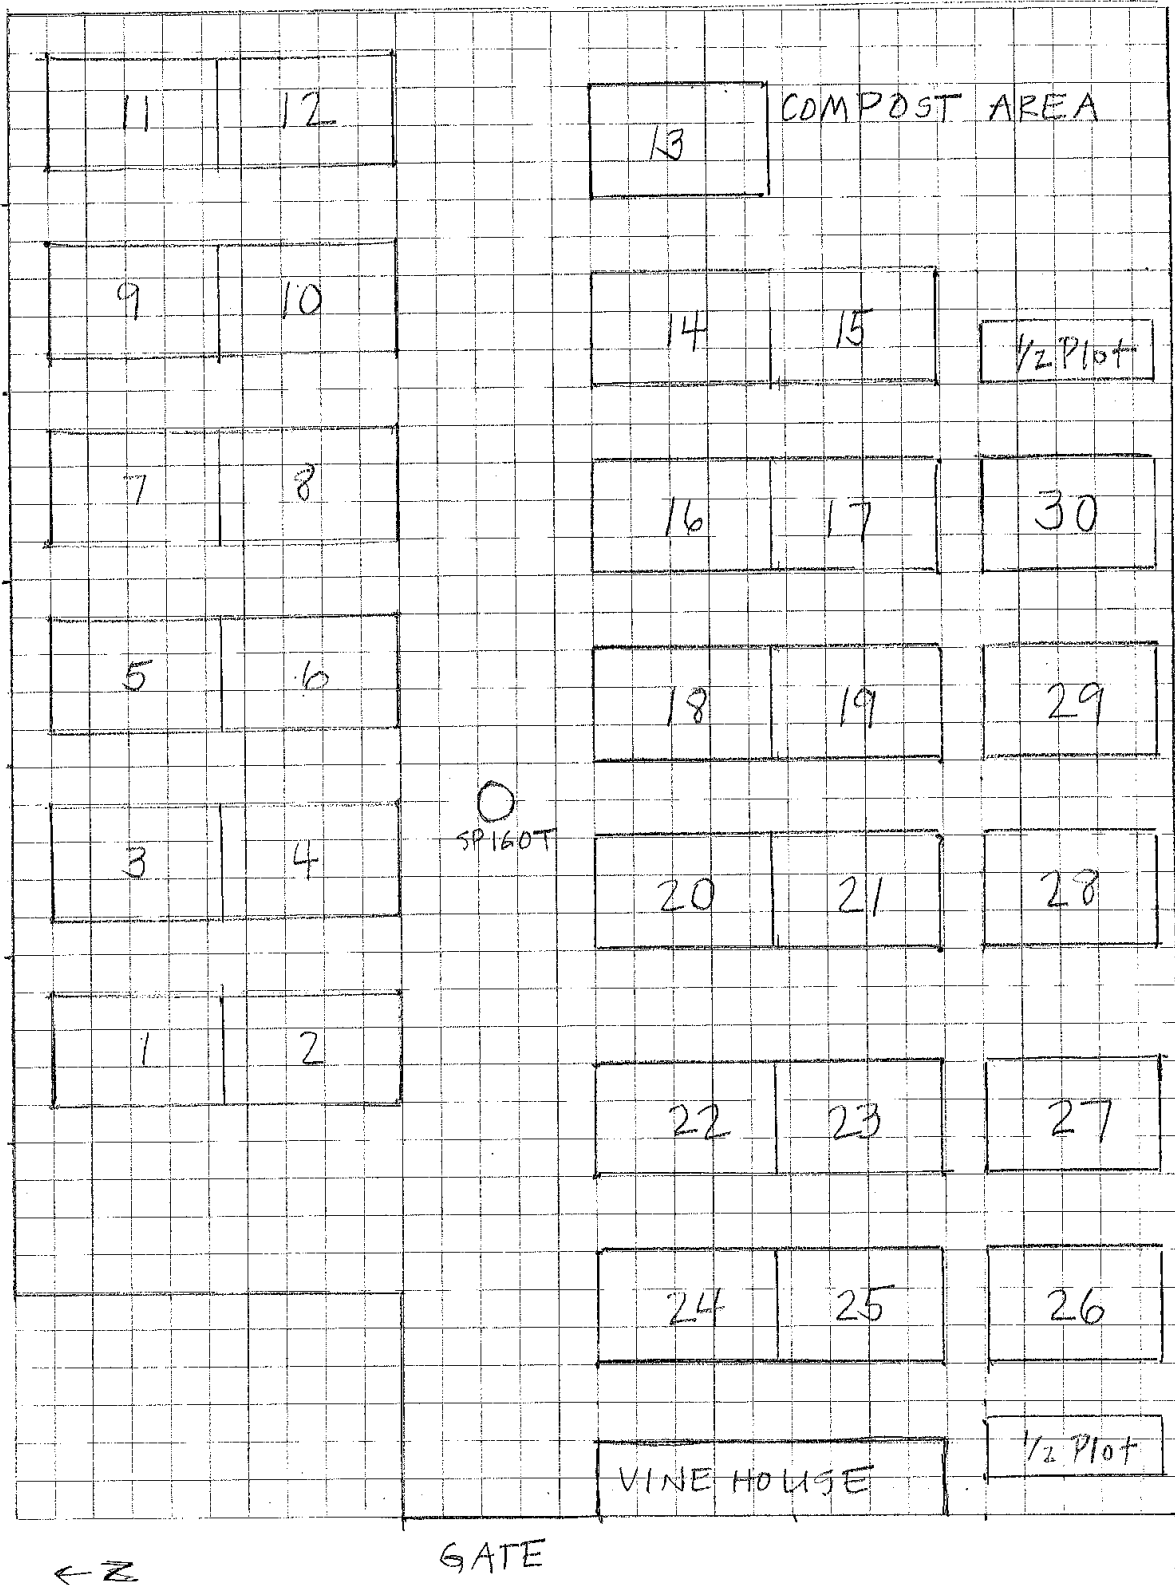 11 12
13 COMPOST AREA
9 10
14 15 1/2 Plot
7 8
16 17 30
5 6
18 19 29
SPIGOT
3 4
20 21 28
1 2
22 23 27
24 25 26
1/2 Plot
VINE HOUSE
GATE
← N